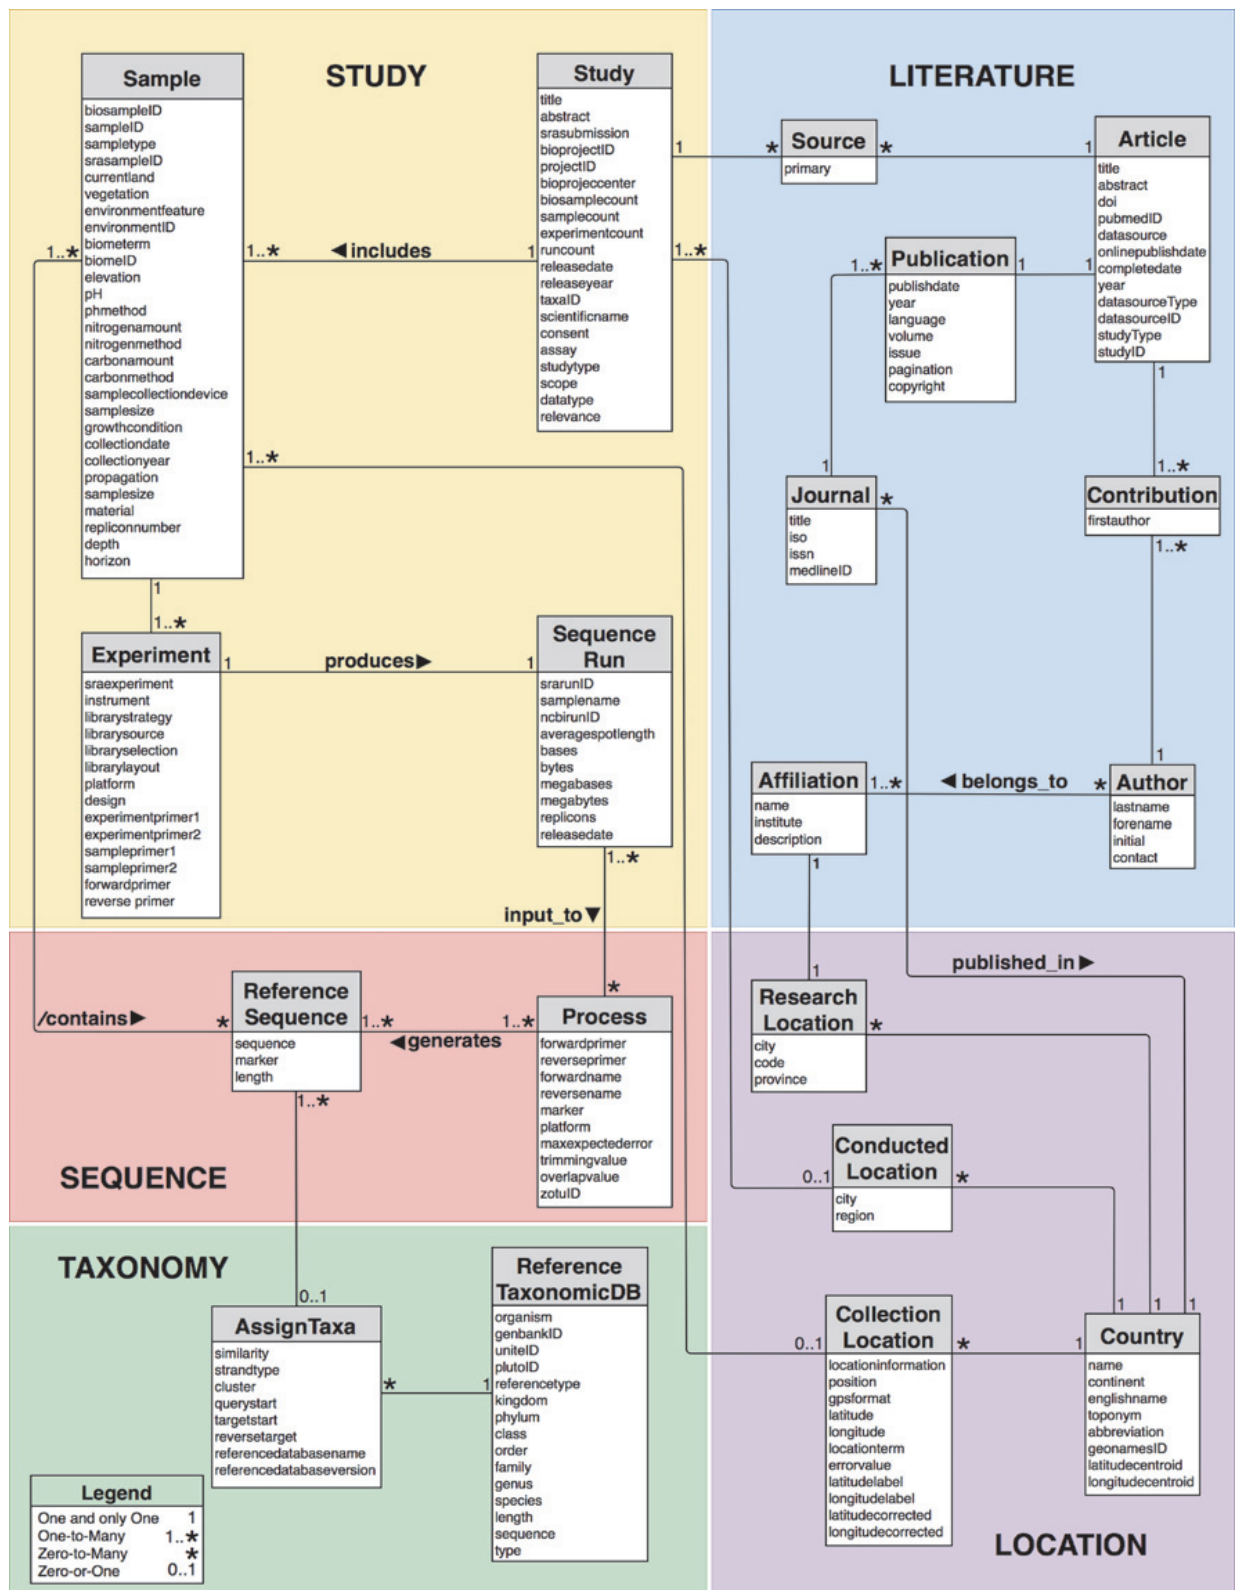 STUDY
Sample
biosampleID
sampleID
sampletype
srasampleID
currentland
vegetation
environmentfeature
environmentID
biometerm
biomeID
elevation
pH
phmethod
nitrogenamount
nitrogenmethod
carbonamount
carbonmethod
samplecollectiondevice
samplesize
growthcondition
collectiondate
collectionyear
propagation
samplesize
material
repliconnumber
depth
horizon
1..*
1..*
◄includes
1
1..*
1
1..*
Study
title
abstract
srasubmission
bioprojectID
projectID
bioprojeccenter
biosamplecount
samplecount
experimentcount
runcount
releasedate
releaseyear
taxaID
scientificname
consent
assay
studytype
scope
datatype
relevance
1
1..*
Experiment
sraexperiment
instrument
librarystrategy
librarysource
libraryselection
librarylayout
platform
design
experimentprimer1
experimentprimer2
sampleprimer1
sampleprimer2
forwardprimer
reverse primer
1
produces►
1
Sequence
Run
srarunID
samplename
ncbirunID
averagespotlength
bases
bytes
megabases
megabytes
replicons
releasedate
1..*
input_to▼
*
LITERATURE
*
Source
primary
*
1
Article
title
abstract
doi
pubmedID
datasource
onlinepublishdate
completedate
year
datasourceType
datasourceID
studyType
studyID
1..*
Publication
publishdate
year
language
volume
issue
pagination
copyright
1
1
1
1..*
1
Journal
title
iso
issn
medlineID
*
Contribution
firstauthor
1..*
1
Affiliation
name
institute
description
1..*
◄belongs_to
*
Author
lastname
forename
initial
contact
1
1
SEQUENCE
/contains►
*
Reference
Sequence
sequence
marker
length
1..*
◄generates
1..*
Process
forwardprimer
reverseprimer
forwardname
reversename
marker
platform
maxexpectederror
trimmingvalue
overlapvalue
zotuID
1..*
0..1
TAXONOMY
AssignTaxa
similarity
strandtype
cluster
querystart
targetstart
reversetarget
referencedatabasename
referencedatabaseversion
*
1
Reference
TaxonomicDB
organism
genbankID
uniteID
plutoID
referencetype
kingdom
phylum
class
order
family
genus
species
length
sequence
type
Legend
One and only One 1
One-to-Many 1..*
Zero-to-Many *
Zero-or-One 0..1
published_in►
Research
Location
city
code
province
*
0..1
Conducted
Location
city
region
*
0..1
Collection
Location
locationinformation
position
gpsformat
latitude
longitude
locationterm
errorvalue
latitudelabel
longitudelabel
latitudecorrected
longitudecorrected
*
1
1
1
1
Country
name
continent
englishname
toponym
abbreviation
geonamesID
latitudecentroid
longitudecentroid
LOCATION